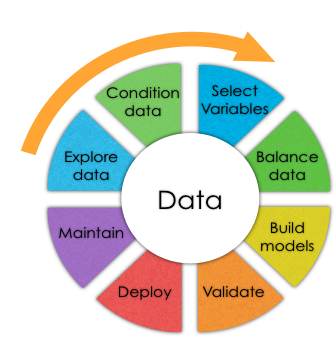 Condition
data
Select
Variables
Explore
data
Balance
data
Data
Maintain
Build
models
Deploy
Validate